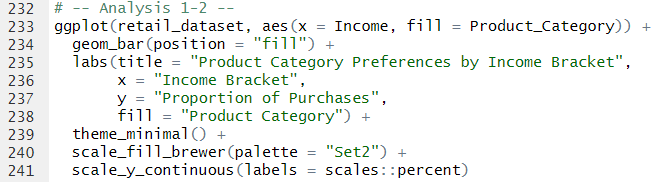 232 # -- Analysis 1-2 --
233 ggplot(retail_dataset, aes(x = Income, fill = Product_Category)) +
234   geom_bar(position = "fill") +
235   labs(title = "Product Category Preferences by Income Bracket",
236        x = "Income Bracket",
237        y = "Proportion of Purchases",
238        fill = "Product Category") +
239   theme_minimal() +
240   scale_fill_brewer(palette = "Set2") +
241   scale_y_continuous(labels = scales::percent)